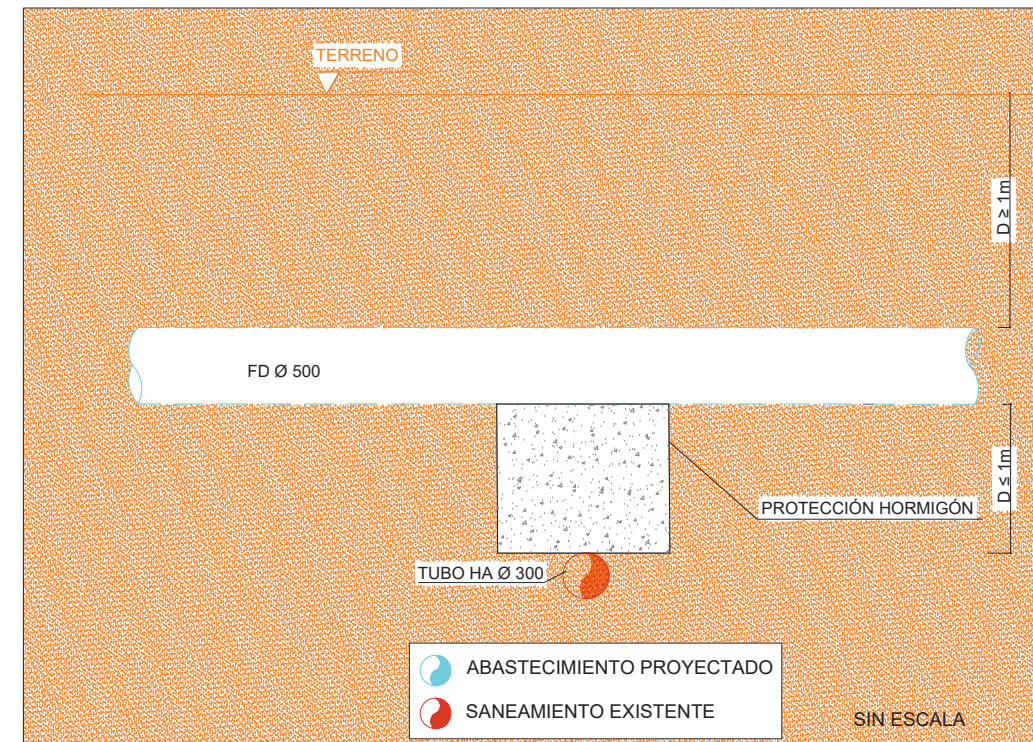 TERRENO
D ≥ 1m
FD Ø 500
D ≤ 1m
PROTECCIÓN HORMIGÓN
TUBO HA Ø 300
ABASTECIMIENTO PROYECTADO
SANEAMIENTO EXISTENTE
SIN ESCALA